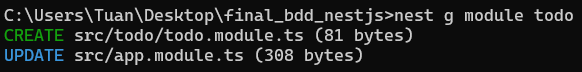 C:\Users\Tuan\Desktop\final_bdd_nestjs>nest g module todo
CREATE src/todo/todo.module.ts (81 bytes)
UPDATE src/app.module.ts (308 bytes)